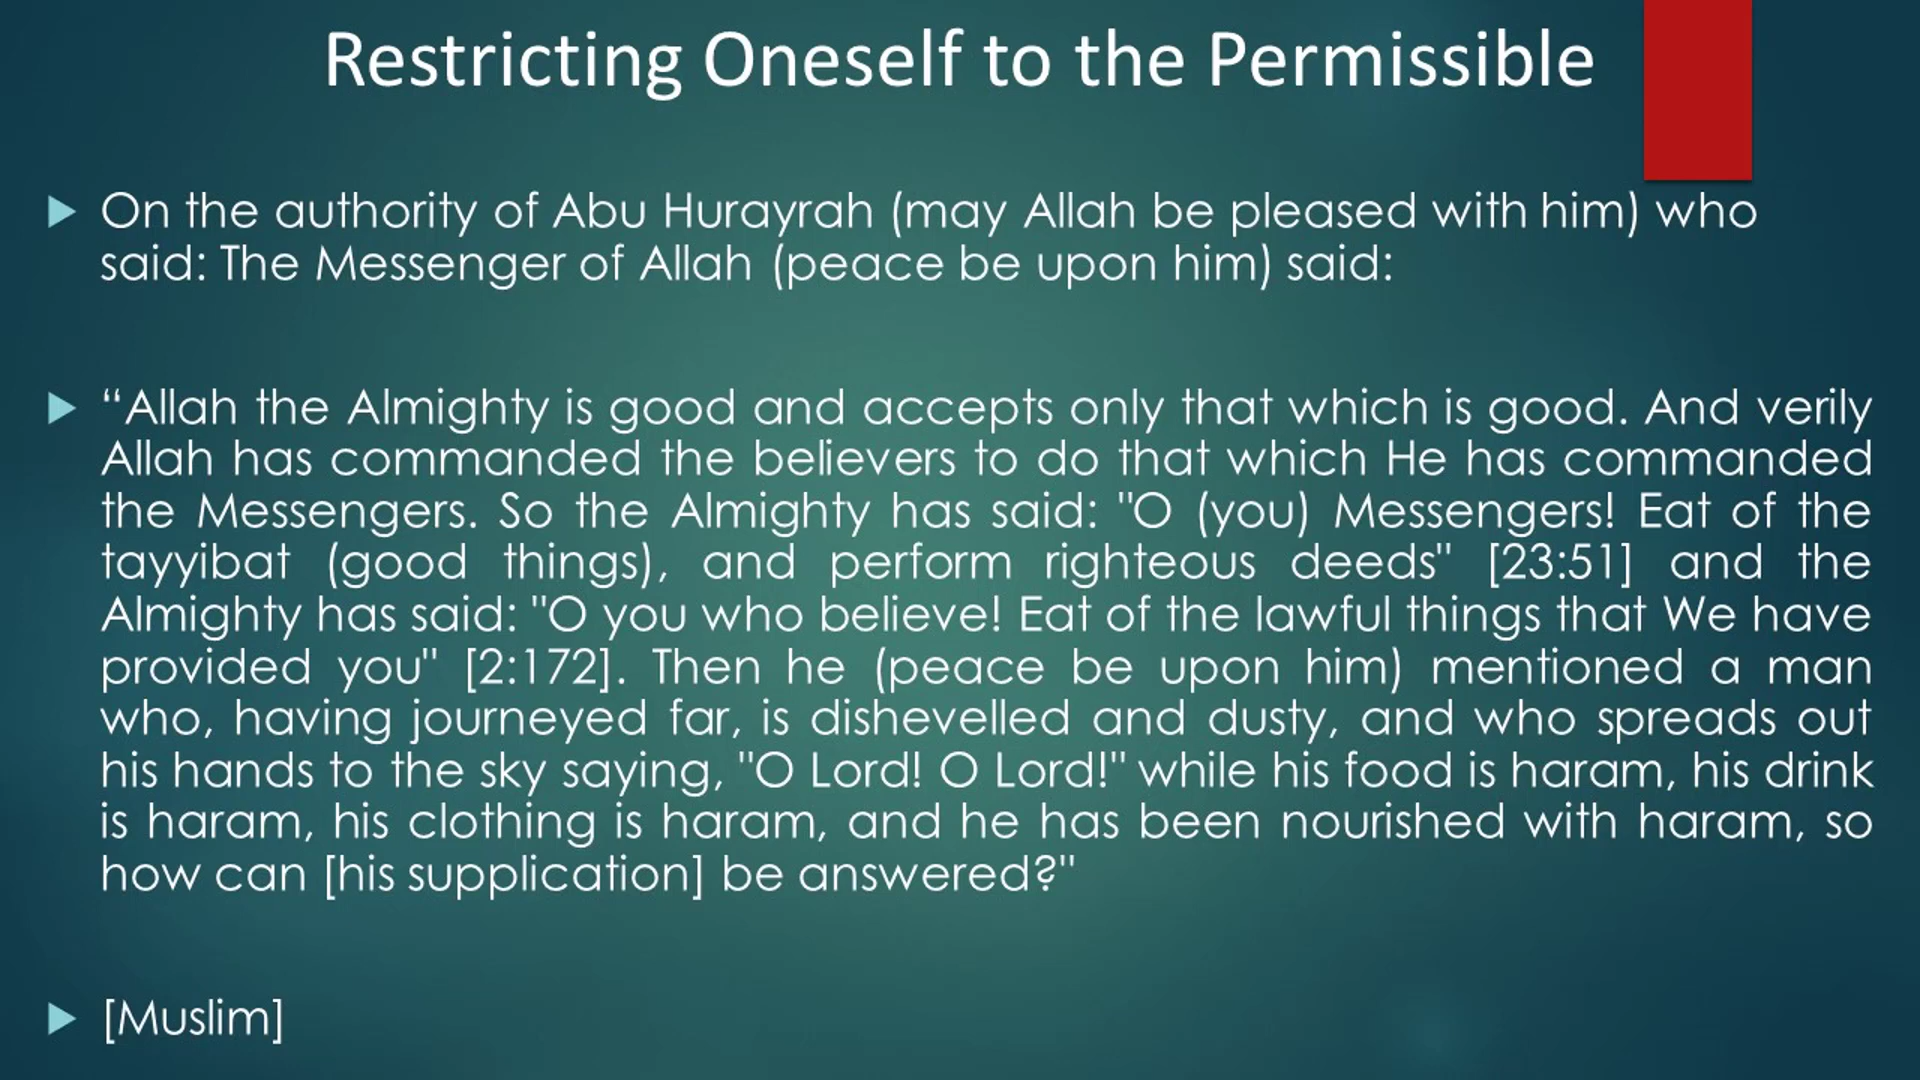 Restricting Oneself to the Permissible
On the authority of Abu Hurayrah (may Allah be pleased with him) who
said: The Messenger of Allah (peace be upon him) said:
“Allah the Almighty is good and accepts only that which is good. And verily
Allah has commanded the believers to do that which He has commanded
the Messengers. So the Almighty has said: "O (you) Messengers! Eat of the
tayyibat (good things), and perform righteous deeds" [23:51] and the
Almighty has said: "O you who believe! Eat of the lawful things that We have
provided you" [2:172]. Then he (peace be upon him) mentioned a man
who, having journeyed far, is dishevelled and dusty, and who spreads out
his hands to the sky saying, "O Lord! O Lord!" while his food is haram, his drink
is haram, his clothing is haram, and he has been nourished with haram, so
how can [his supplication] be answered?"
[Muslim]